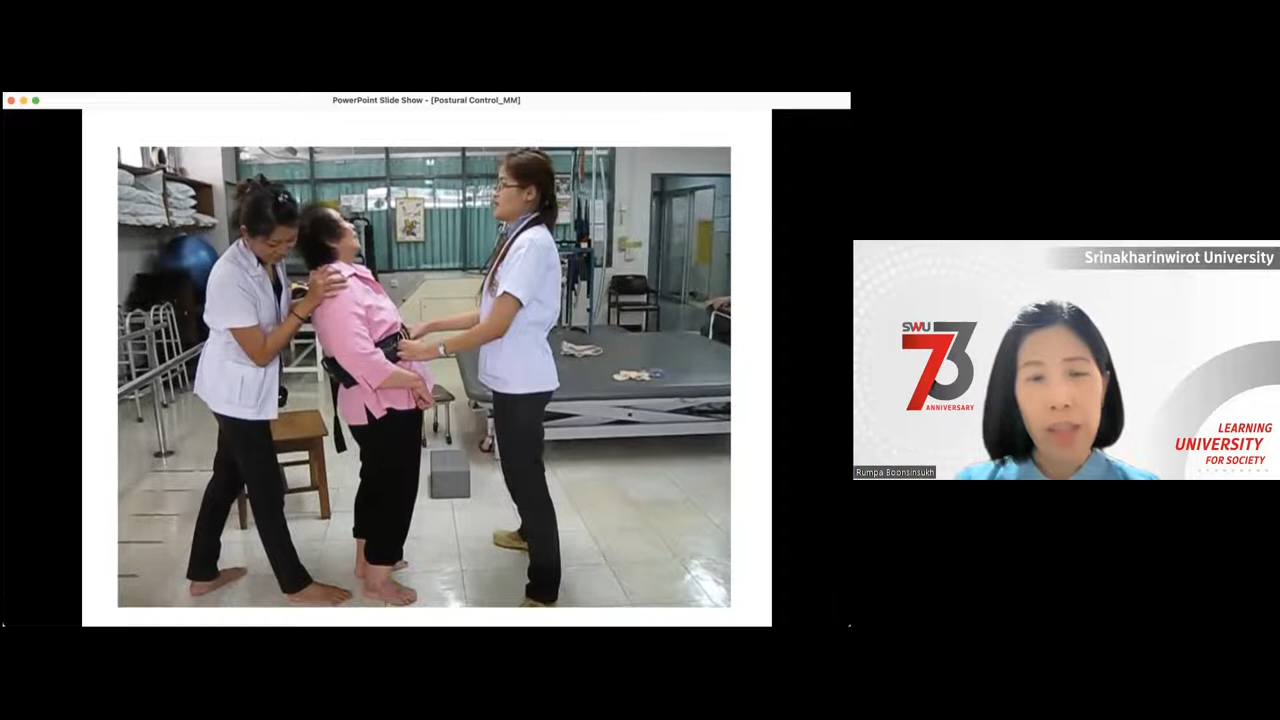 PowerPoint Slide Show - [Postural Control_MM]
Srinakharinwirot University
SWU
73
ANNIVERSARY
LEARNING
UNIVERSITY
FOR SOCIETY
Rumpa Boonsinsukh